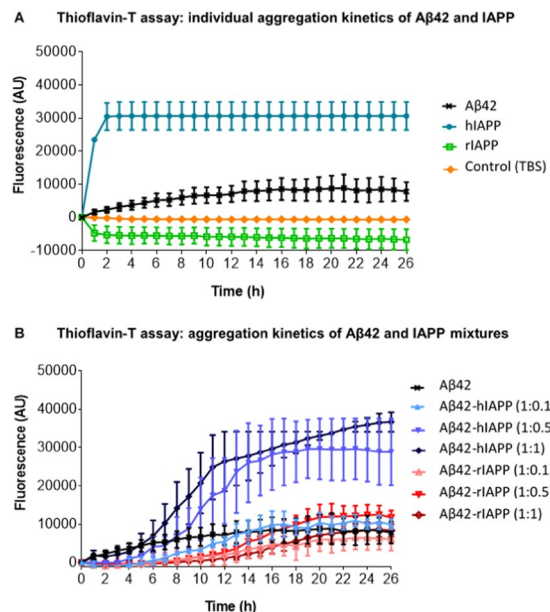 A Thioflavin-T assay: individual aggregation kinetics of Aβ42 and IAPP
50000
40000
30000
20000
10000
0
-10000
Fluorescence (AU)
0 2 4 6 8 10 12 14 16 18 20 22 24 26
Time (h)
Aβ42
hIAPP
rIAPP
Control (TBS)
B Thioflavin-T assay: aggregation kinetics of Aβ42 and IAPP mixtures
50000
40000
30000
20000
10000
0
Fluorescence (AU)
0 2 4 6 8 10 12 14 16 18 20 22 24 26
Time (h)
Aβ42
Aβ42-hIAPP (1:0.1
Aβ42-hIAPP (1:0.5
Aβ42-hIAPP (1:1)
Aβ42-rIAPP (1:0.1
Aβ42-rIAPP (1:0.5
Aβ42-rIAPP (1:1)